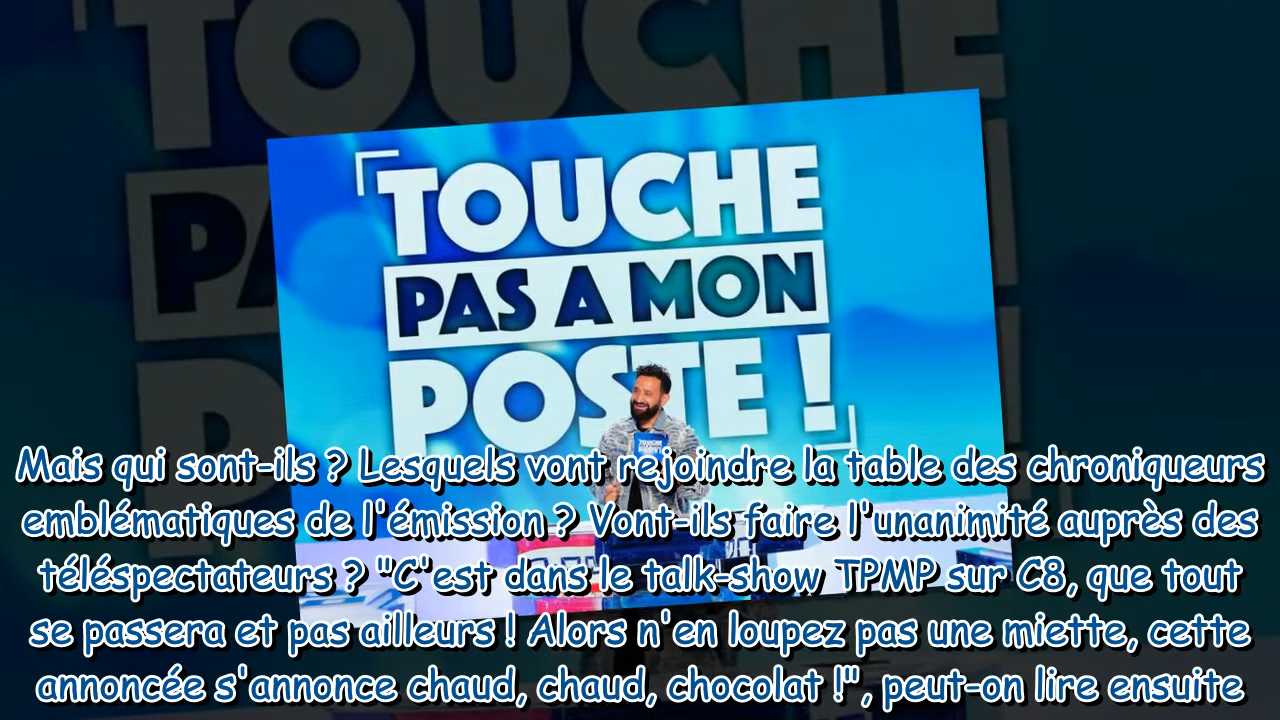 TOUCHE
PAS A
P
TOUCHE
PAS A MON
POSTE !
Mais qui sont-ils ? Lesquels vont rejoindre la table des chroniqueurs
emblématiques de l'émission ? Vont-ils faire l'unanimité auprès des
téléspectateurs ? "C'est dans le talk-show TPMP sur C8, que tout
se passera et pas ailleurs ! Alors n'en loupez pas une miette, cette
annoncée s'annonce chaud, chaud, chocolat !", peut-on lire ensuite